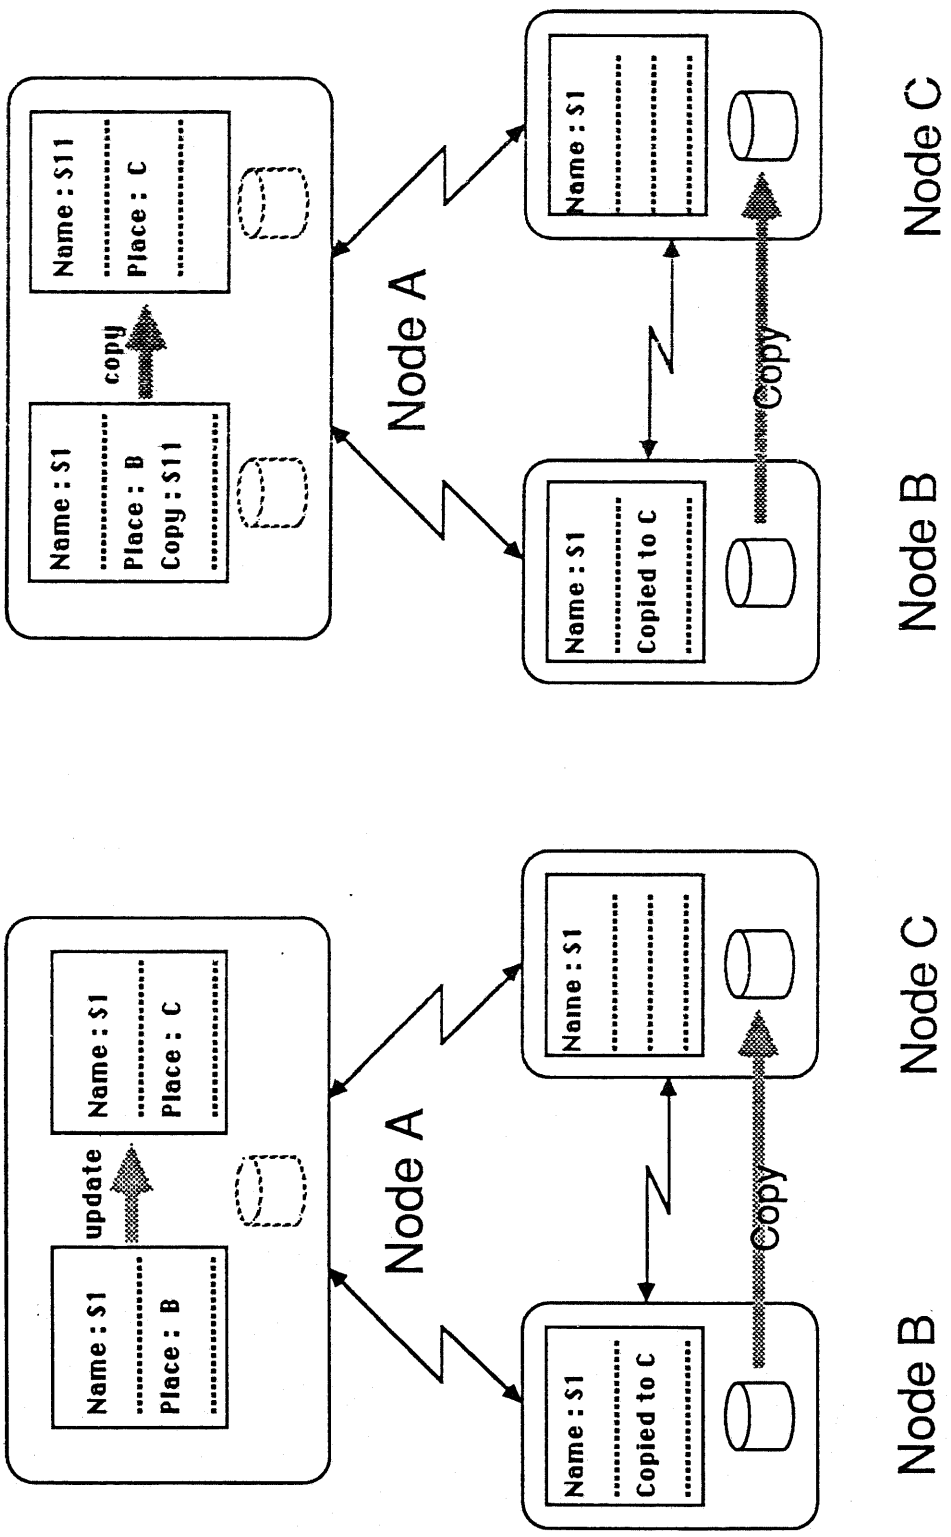 Name : S1
Place : B
update
Name : S1
Place : C
Node A
Name : S1
Copied to C
Name : S1
Copy
Node B
Node C
Name : S1
Place : B
Copy : S11
copy
Name : S11
Place : C
Node A
Name : S1
Copied to C
Name : S1
Copy
Node B
Node C